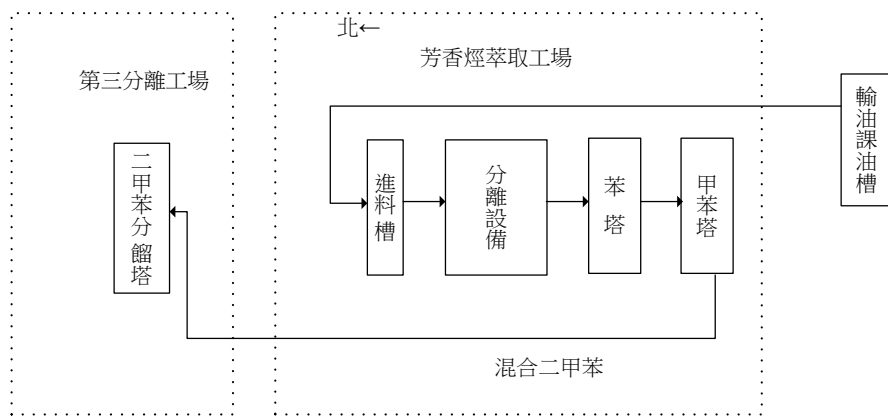 北←
芳香烴萃取工場
第三分離工場
輸油課油槽
二甲苯分餾塔
進料槽
分離設備
苯塔
甲苯塔
混合二甲苯